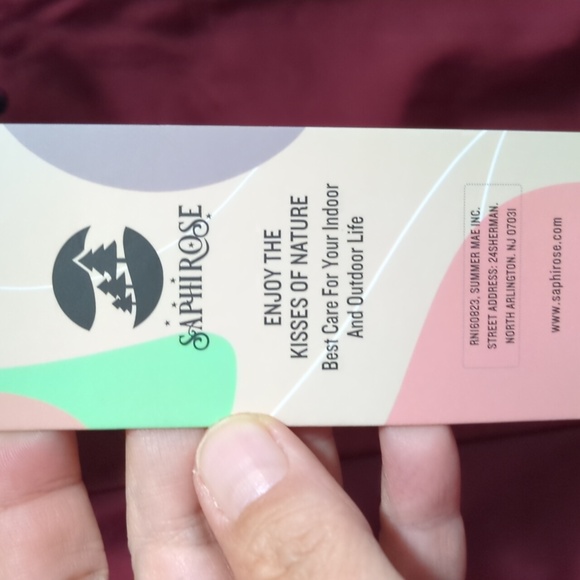 SAPHIROSE
ENJOY THE
KISSES OF NATURE
Best Care For Your Indoor
And Outdoor Life
RN160823, SUMMER MAE INC.
STREET ADDRESS: 24SHERMAN,
NORTH ARLINGTON, NJ 07031
www.saphirose.com